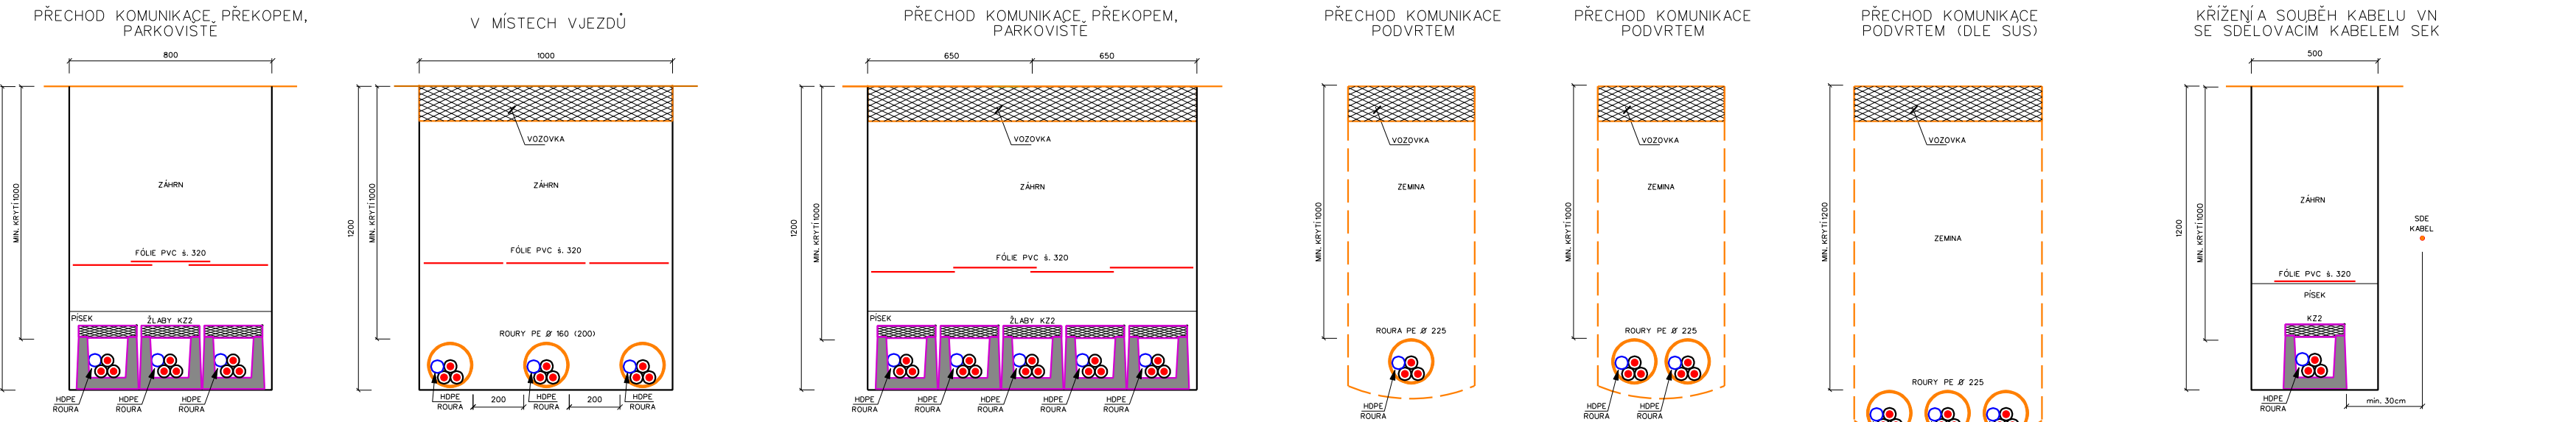 PŘECHOD KOMUNIKACE PŘEKOPEM,
PARKOVIŠTĚ
800
MIN. KRYTÍ 1000
ZÁHRN
FÓLIE PVC š. 320
PÍSEK
ŽLABY KZ2
HDPE
ROURA
HDPE
ROURA
HDPE
ROURA
V MÍSTECH VJEZDŮ
1000
1200
MIN. KRYTÍ 1000
VOZOVKA
ZÁHRN
FÓLIE PVC š. 320
ROURY PE Ø 160 (200)
HDPE
ROURA
200
HDPE
ROURA
200
HDPE
ROURA
PŘECHOD KOMUNIKACE PŘEKOPEM,
PARKOVIŠTĚ
650
650
1200
MIN. KRYTÍ 1000
VOZOVKA
ZÁHRN
FÓLIE PVC š. 320
PÍSEK
ŽLABY KZ2
HDPE
ROURA
HDPE
ROURA
HDPE
ROURA
HDPE
ROURA
HDPE
ROURA
PŘECHOD KOMUNIKACE
PODVRTEM
MIN. KRYTÍ 1000
VOZOVKA
ZEMINA
ROURA PE Ø 225
HDPE
ROURA
PŘECHOD KOMUNIKACE
PODVRTEM
MIN. KRYTÍ 1000
VOZOVKA
ZEMINA
ROURY PE Ø 225
HDPE
ROURA
HDPE
ROURA
PŘECHOD KOMUNIKACE
PODVRTEM (DLE SUS)
MIN. KRYTÍ 1200
VOZOVKA
ZEMINA
ROURY PE Ø 225
KŘÍŽENÍ A SOUBĚH KABELU VN
SE SDĚLOVACÍM KABELEM SEK
500
1200
MIN. KRYTÍ 1000
ZÁHRN
SDE
KABEL
FÓLIE PVC š. 320
PÍSEK
KZ2
HDPE
ROURA
min. 30cm